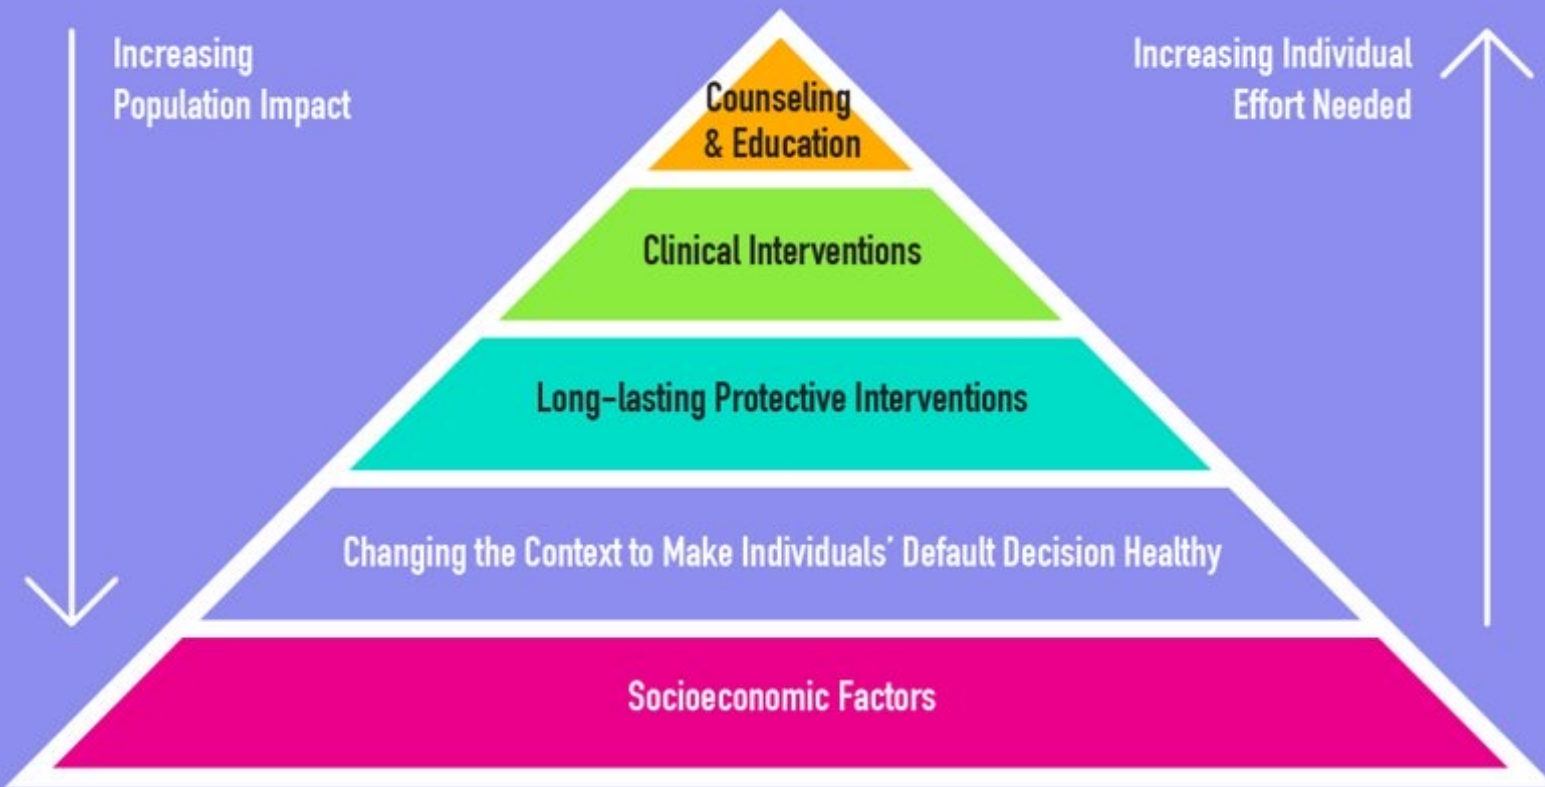 Increasing
Population Impact
Increasing Individual
Effort Needed
Counseling
& Education
Clinical Interventions
Long-lasting Protective Interventions
Changing the Context to Make Individuals’ Default Decision Healthy
Socioeconomic Factors